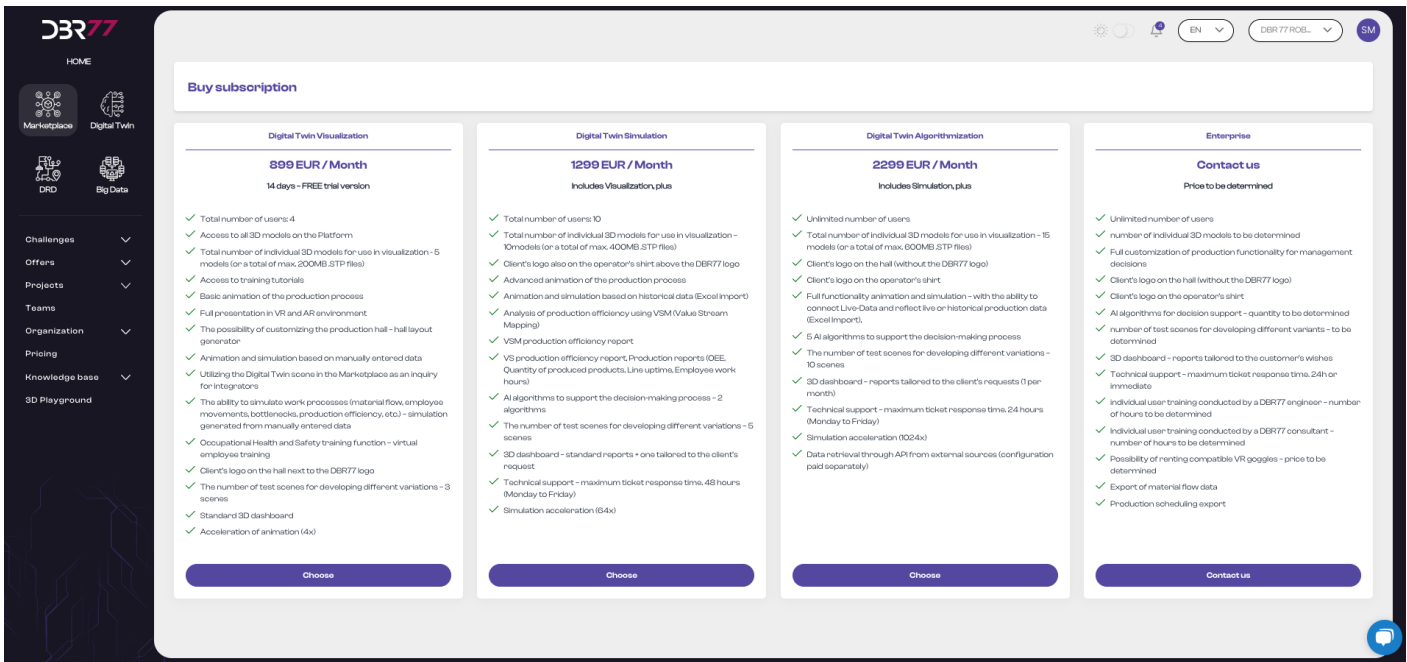 DBR77
HOME
Marketplace
Digital Twin
DRD
Big Data
Challenges
Offers
Projects
Teams
Organization
Pricing
Knowledge base
3D Playground
4
EN
DBR 77 ROB...
SM
Buy subscription
Digital Twin Visualization
899 EUR / Month
14 days - FREE trial version
Total number of users: 4
Access to all 3D models on the Platform
Total number of individual 3D models for use in visualization - 5
models (or a total of max. 200MB .STP files)
Access to training tutorials
Basic animation of the production process
Full presentation in VR and AR environment
The possibility of customizing the production hall - hall layout
generator
Animation and simulation based on manually entered data
Utilizing the Digital Twin scene in the Marketplace as an inquiry
for integrators
The ability to simulate work processes (material flow, employee
movements, bottlenecks, production efficiency, etc.) - simulation
generated from manually entered data
Occupational Health and Safety training function - virtual
employee training
Client's logo on the hall next to the DBR77 logo
The number of test scenes for developing different variations - 3
scenes
Standard 3D dashboard
Acceleration of animation (4x)
Choose
Digital Twin Simulation
1299 EUR / Month
Includes Visualization, plus
Total number of users: 10
Total number of individual 3D models for use in visualization -
10models (or a total of max. 400MB .STP files)
Client's logo also on the operator's shirt above the DBR77 logo
Advanced animation of the production process
Animation and simulation based on historical data (Excel import)
Analysis of production efficiency using VSM (Value Stream
Mapping)
VSM production efficiency report
VS production efficiency report, Production reports (OEE,
Quantity of produced products, Line uptime, Employee work
hours)
AI algorithms to support the decision-making process - 2
algorithms
The number of test scenes for developing different variations - 5
scenes
3D dashboard - standard reports + one tailored to the client's
request
Technical support - maximum ticket response time. 48 hours
(Monday to Friday)
Simulation acceleration (64x)
Choose
Digital Twin Algorithmization
2299 EUR / Month
Includes Simulation, plus
Unlimited number of users
Total number of individual 3D models for use in visualization - 15
models (or a total of max. 600MB .STP files)
Client's logo on the hall (without the DBR77 logo)
Client's logo on the operator's shirt
Full functionality animation and simulation - with the ability to
connect Live-Data and reflect live or historical production data
(Excel Import),
5 AI algorithms to support the decision-making process
The number of test scenes for developing different variations -
10 scenes
3D dashboard - reports tailored to the client's requests (1 per
month)
Technical support - maximum ticket response time. 24 hours
(Monday to Friday)
Simulation acceleration (1024x)
Data retrieval through API from external sources (configuration
paid separately)
Choose
Enterprise
Contact us
Price to be determined
Unlimited number of users
number of individual 3D models to be determined
Full customization of production functionality for management
decisions
Client's logo on the hall (without the DBR77 logo)
Client's logo on the operator's shirt
AI algorithms for decision support - quantity to be determined
number of test scenes for developing different variants - to be
determined
3D dashboard - reports tailored to the customer's wishes
Technical support - maximum ticket response time. 24h or
immediate
individual user training conducted by a DBR77 engineer - number
of hours to be determined
Individual user training conducted by a DBR77 consultant -
number of hours to be determined
Possibility of renting compatible VR goggles - price to be
determined
Export of material flow data
Production scheduling export
Contact us